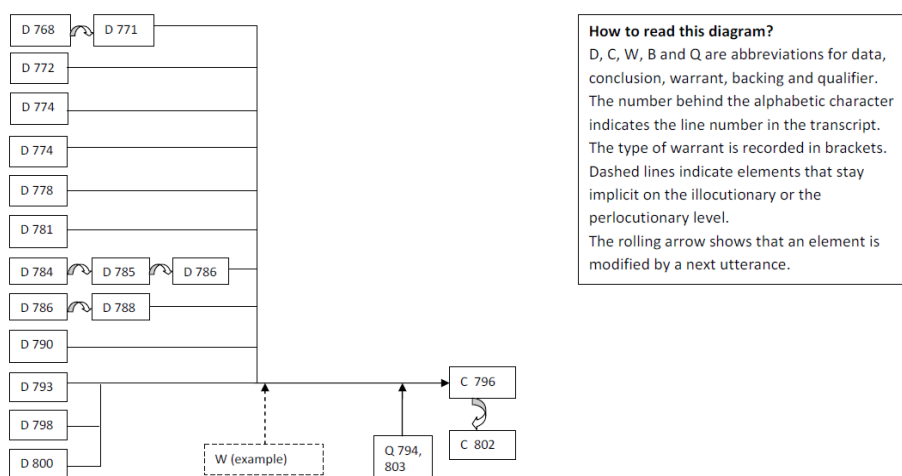 D 768 D 771
D 772
D 774
D 774
D 778
D 781
D 784 D 785 D 786
D 786 D 788
D 790
D 793 C 796
D 798
D 800
W (example)
Q 794,
803
C 802
How to read this diagram?
D, C, W, B and Q are abbreviations for data,
conclusion, warrant, backing and qualifier.
The number behind the alphabetic character
indicates the line number in the transcript.
The type of warrant is recorded in brackets.
Dashed lines indicate elements that stay
implicit on the illocutionary or the
perlocutionary level.
The rolling arrow shows that an element is
modified by a next utterance.